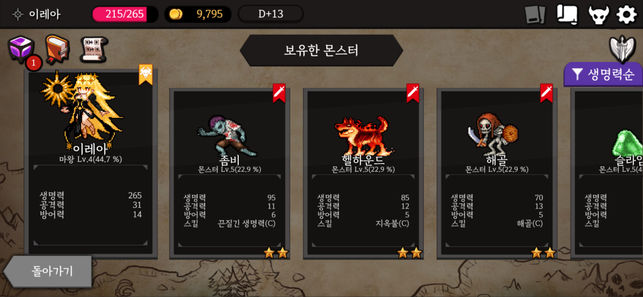 이레아
215/265
9,795
D+13
보유한 몬스터
1
생명력순
이레아
마왕 Lv.4(44.7 %)
생명력 265
공격력 31
방어력 14
좀비
몬스터 Lv.5(22.9 %)
생명력 95
공격력 11
방어력 6
스킬 끈질긴 생명력(C)
헬하운드
몬스터 Lv.5(22.9 %)
생명력 85
공격력 12
방어력 5
스킬 지옥불(C)
해골
몬스터 Lv.5(22.9 %)
생명력 70
공격력 13
방어력 5
스킬 해골(C)
슬라임
몬스터 Lv.5(
생명력
공격력
방어력
스킬
돌아가기